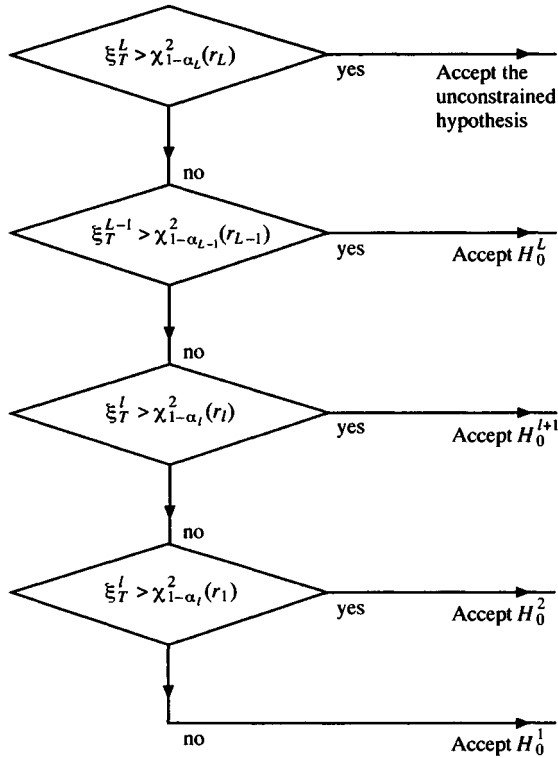 ξ_T^L > χ²_{1−α_L}(r_L)
yes
Accept the
unconstrained
hypothesis
no
ξ_T^{L−1} > χ²_{1−α_{L−1}}(r_{L−1})
yes
Accept H_0^L
no
ξ_T^l > χ²_{1−α_l}(r_l)
yes
Accept H_0^{l+1}
no
ξ_T^l > χ²_{1−α_l}(r_1)
yes
Accept H_0^2
no
Accept H_0^1